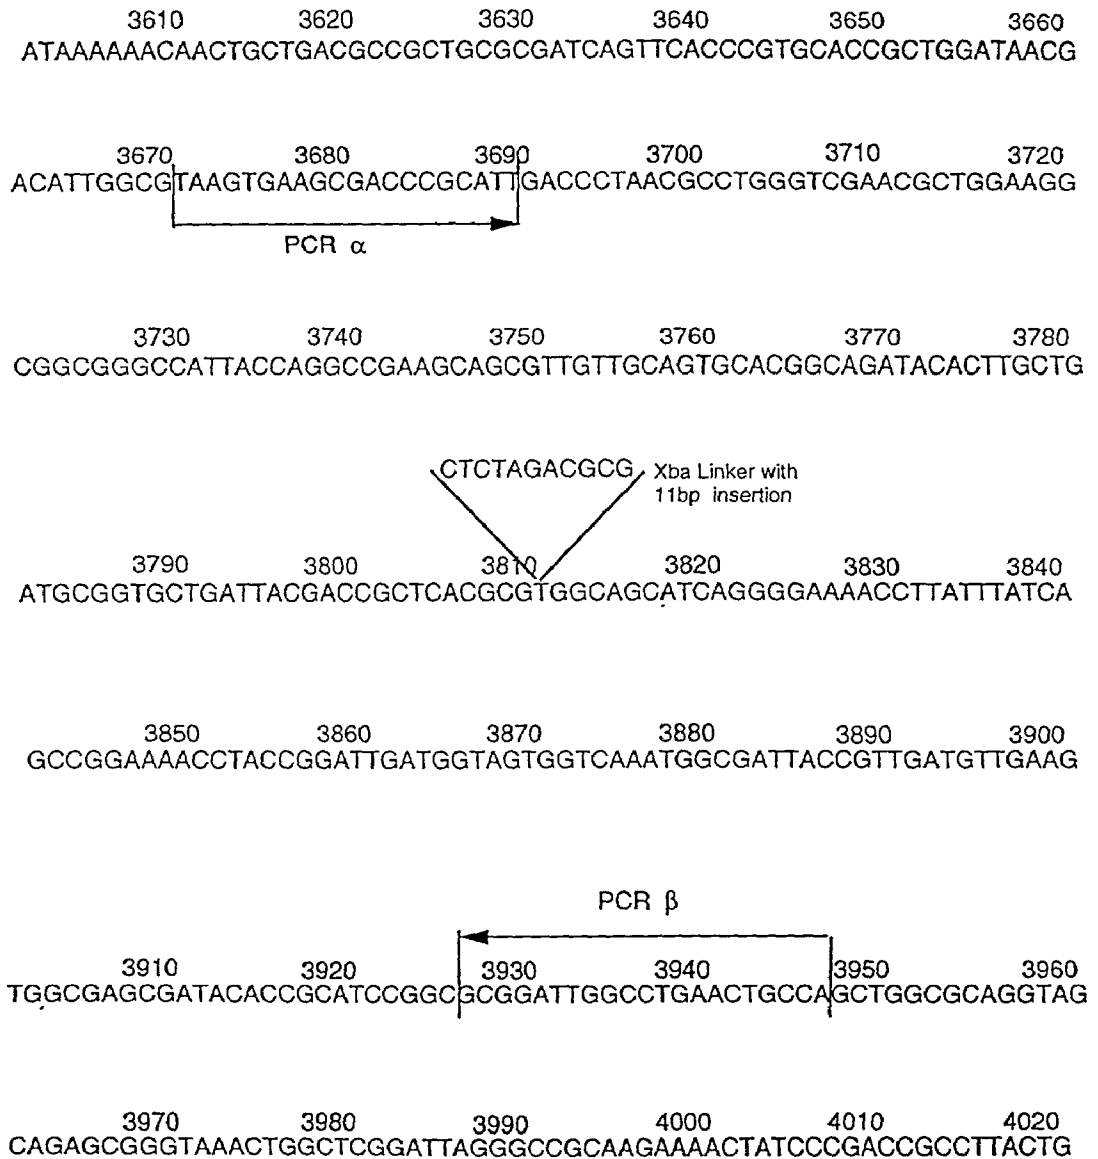 3610 3620 3630 3640 3650 3660
ATAAAAAACAACTGCTGACGCCGCTGCGCGATCAGTTCACCCGTGCACCGCTGGATAACG
3670 3680 3690 3700 3710 3720
ACATTGGCGTAAGTGAAGCGACCCGCATTGACCCTAACGCCTGGGTCGAACGCTGGAAGG
PCR α
3730 3740 3750 3760 3770 3780
CGGCGGGCCATTACCAGGCCGAAGCAGCGTTGTTGCAGTGCACGGCAGATACACTTGCTG
CTCTAGACGCG Xba Linker with
11bp insertion
3790 3800 3810 3820 3830 3840
ATGCGGTGCTGATTACGACCGCTCACGCGTGGCAGCATCAGGGGAAAACCTTATTTATCA
3850 3860 3870 3880 3890 3900
GCCGGAAAACCTACCGGATTGATGGTAGTGGTCAAATGGCGATTACCGTTGATGTTGAAG
PCR β
3910 3920 3930 3940 3950 3960
TGGCGAGCGATACACCGCATCCGGCGCGGATTGGCCTGAACTGCCAGCTGGCGCAGGTAG
3970 3980 3990 4000 4010 4020
CAGAGCGGGTAAACTGGCTCGGATTAGGGCCGCAAGAAAACTATCCCGACCGCCTTACTG